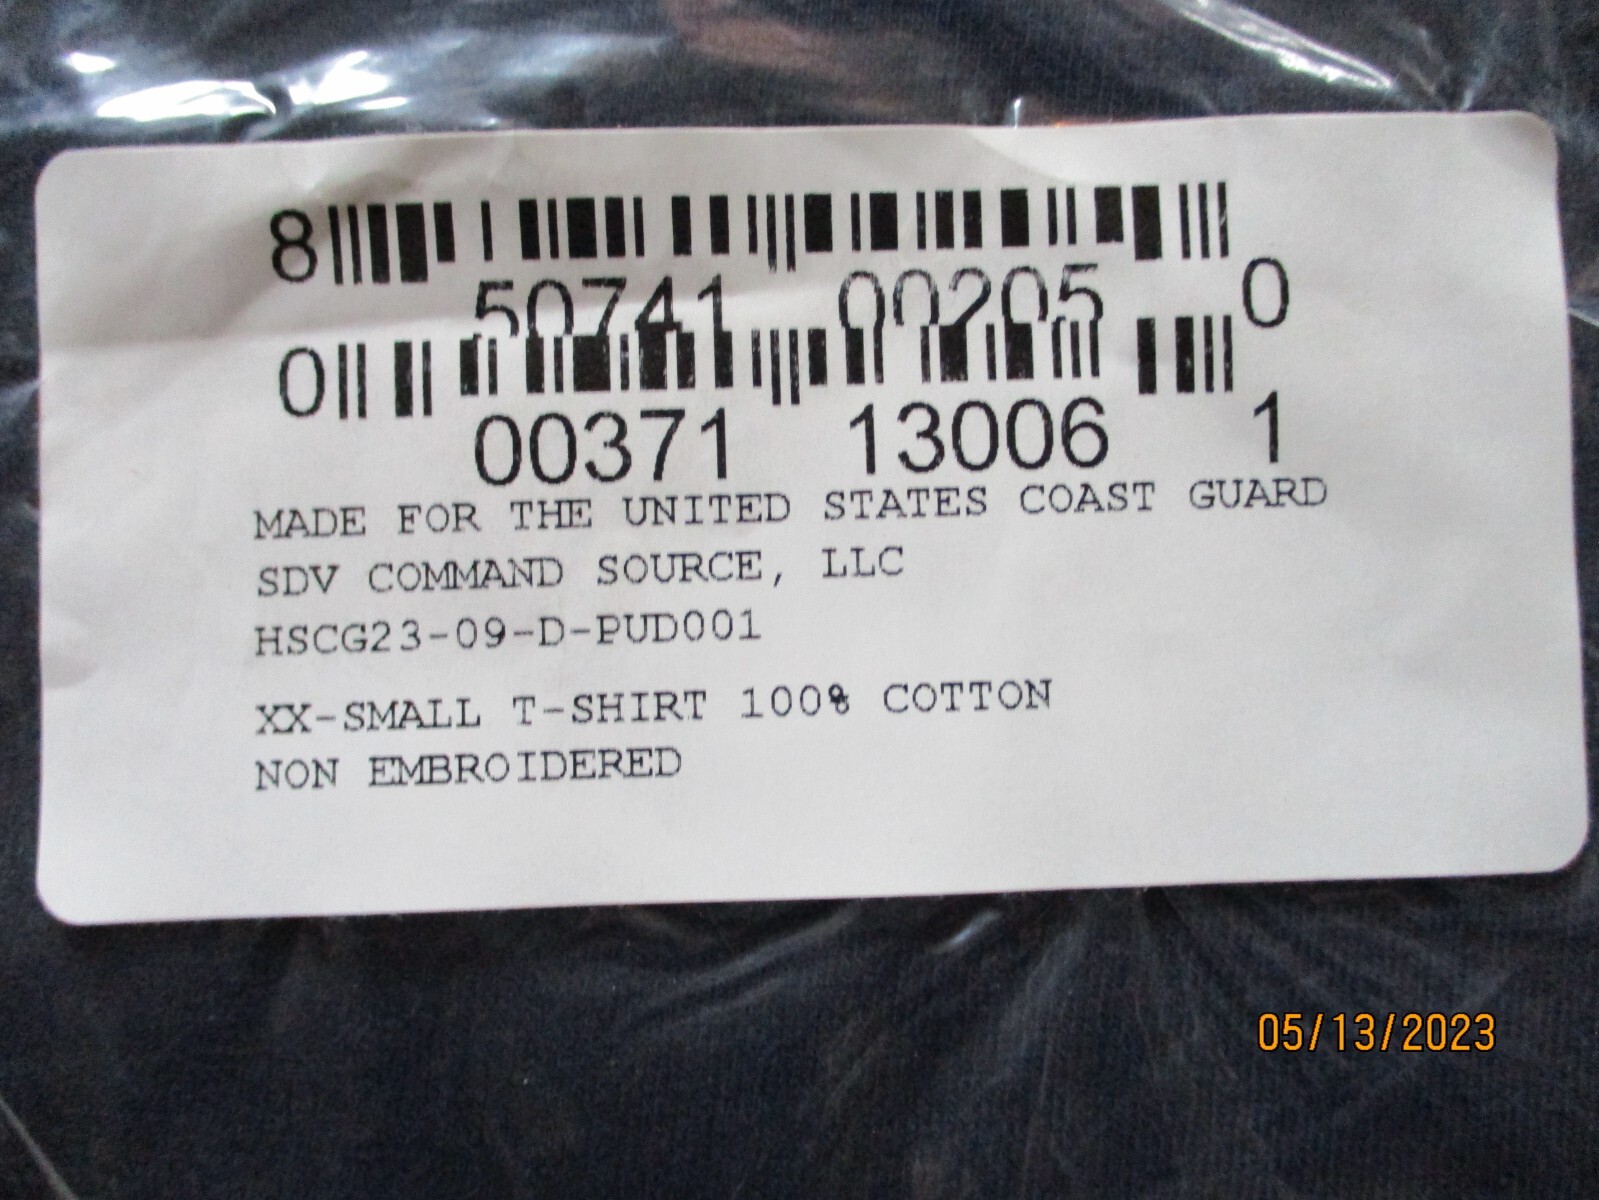 8 50741 00205 0
0 00371 13006 1
MADE FOR THE UNITED STATES COAST GUARD
SDV COMMAND SOURCE, LLC
HSCG23-09-D-PUD001
XX-SMALL T-SHIRT 100% COTTON
NON EMBROIDERED
05/13/2023